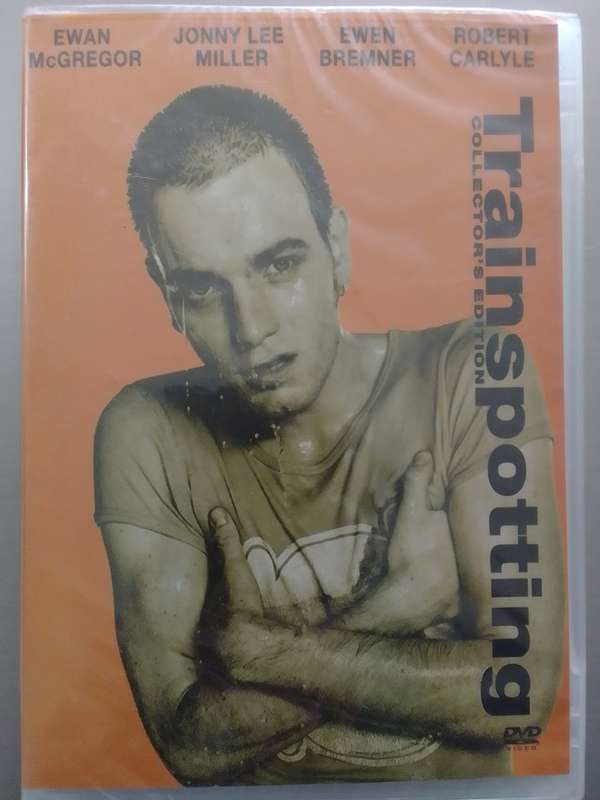 EWAN
McGREGOR
JONNY LEE
MILLER
EWEN
BREMNER
ROBERT
CARLYLE
Trainspotting
COLLECTOR'S EDITION
DVD
VIDEO